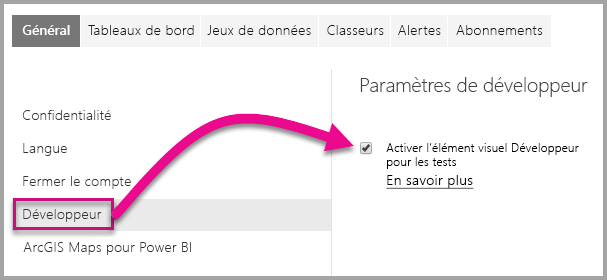 Général Tableaux de bord Jeux de données Classeurs Alertes Abonnements
Paramètres de développeur
Confidentialité
Langue
Fermer le compte
Développeur
ArcGIS Maps pour Power BI
Activer l'élément visuel Développeur
pour les tests
En savoir plus